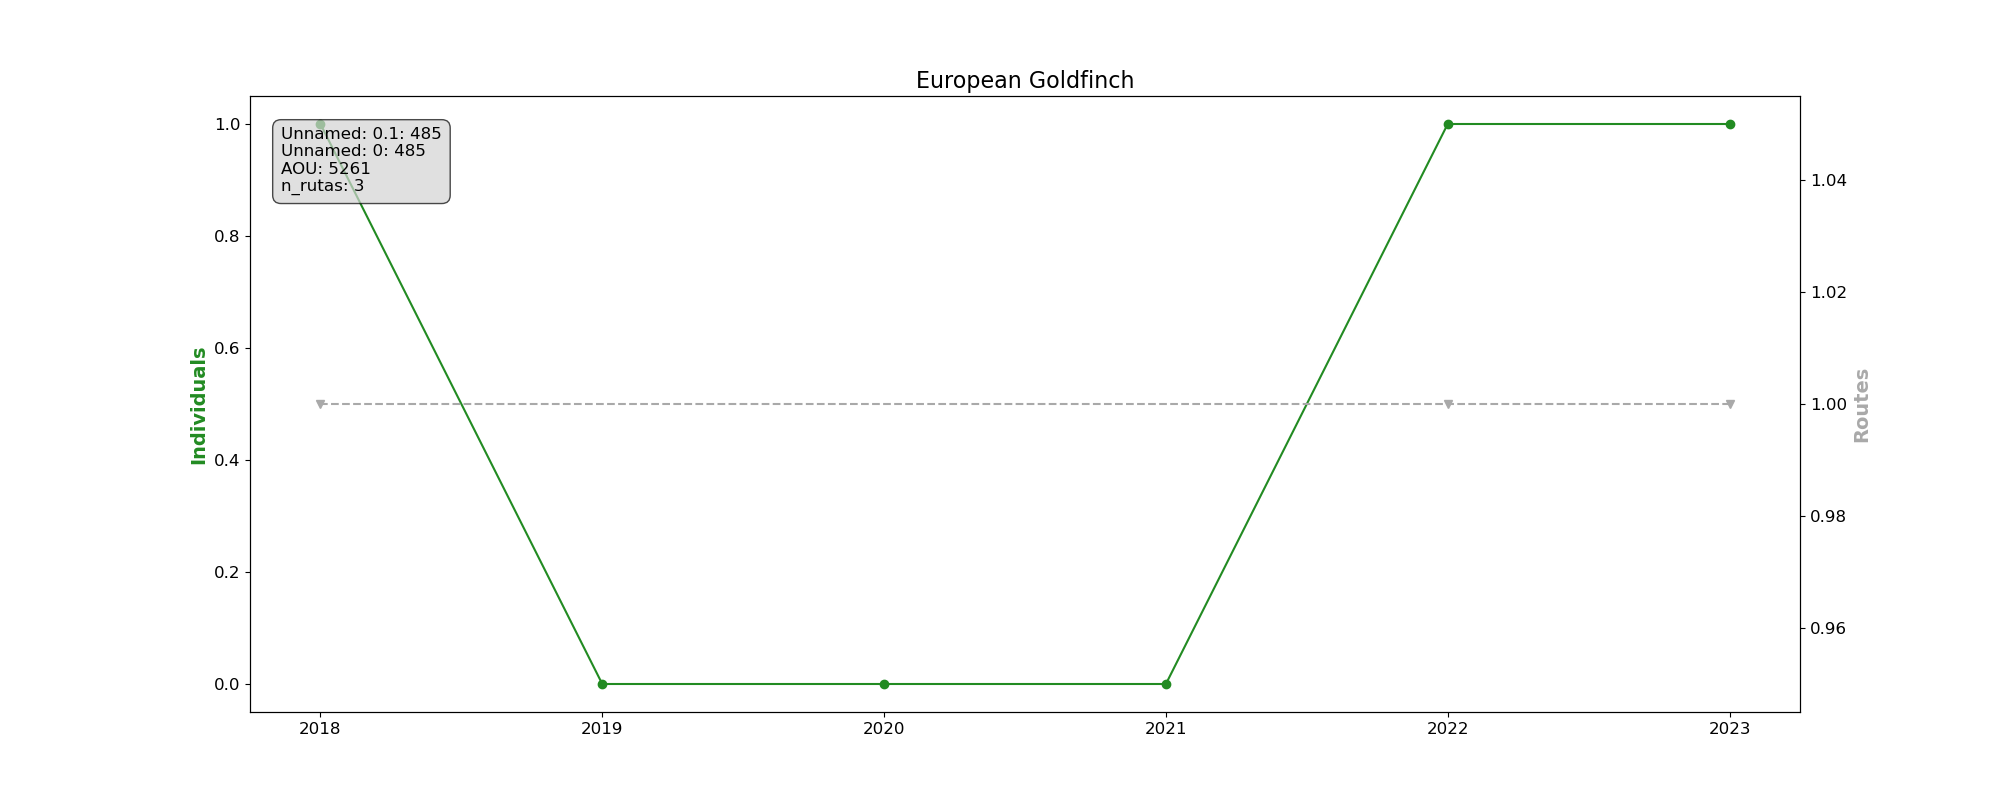 European Goldfinch
Unnamed: 0.1: 485
Unnamed: 0: 485
AOU: 5261
n_rutas: 3
1.0
0.8
0.6
0.4
0.2
0.0
Individuals
1.04
1.02
1.00
0.98
0.96
Routes
2018 2019 2020 2021 2022 2023